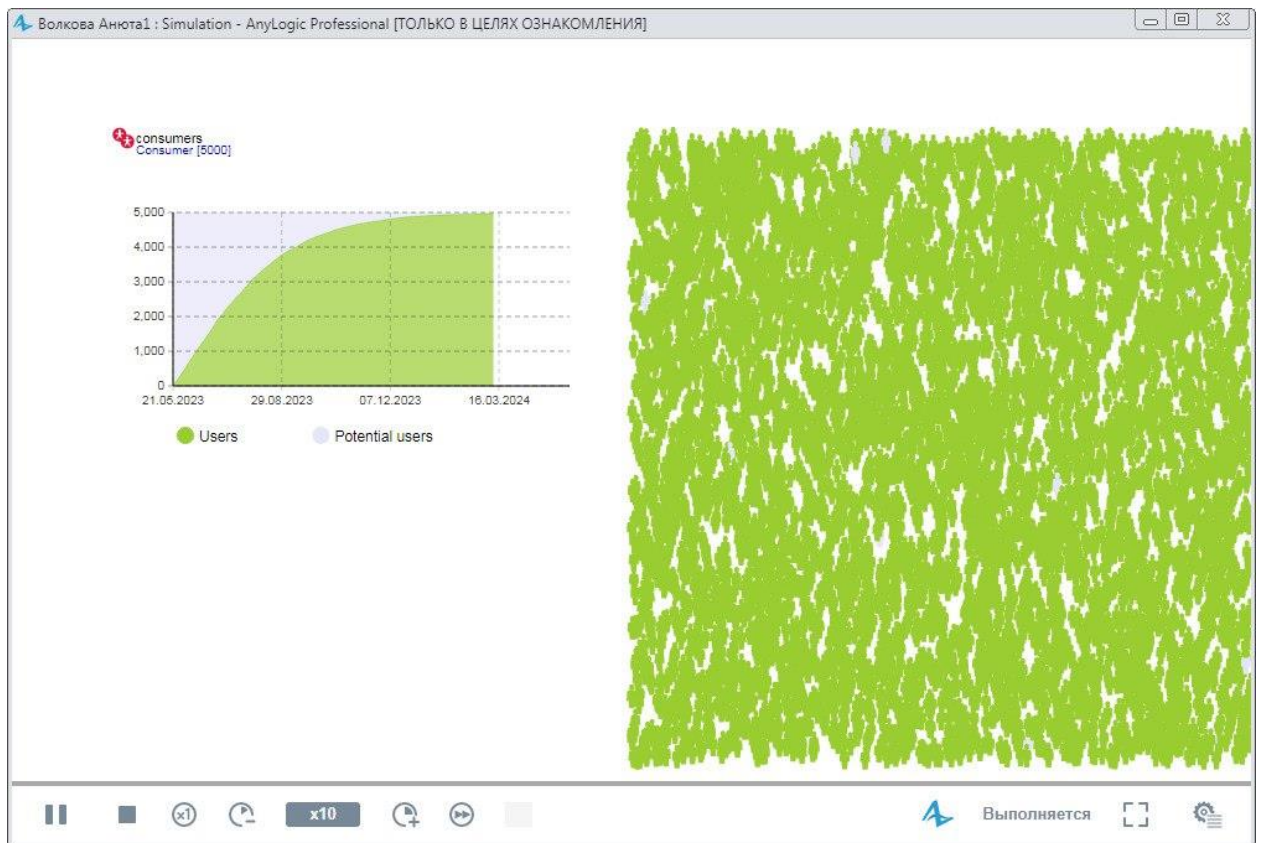 Волкова Анюта1 : Simulation - AnyLogic Professional [ТОЛЬКО В ЦЕЛЯХ ОЗНАКОМЛЕНИЯ]
consumers
Consumer [5000]
5,000
4,000
3,000
2,000
1,000
0
21.05.2023 29.08.2023 07.12.2023 16.03.2024
Users Potential users
x1 x10 Выполняется